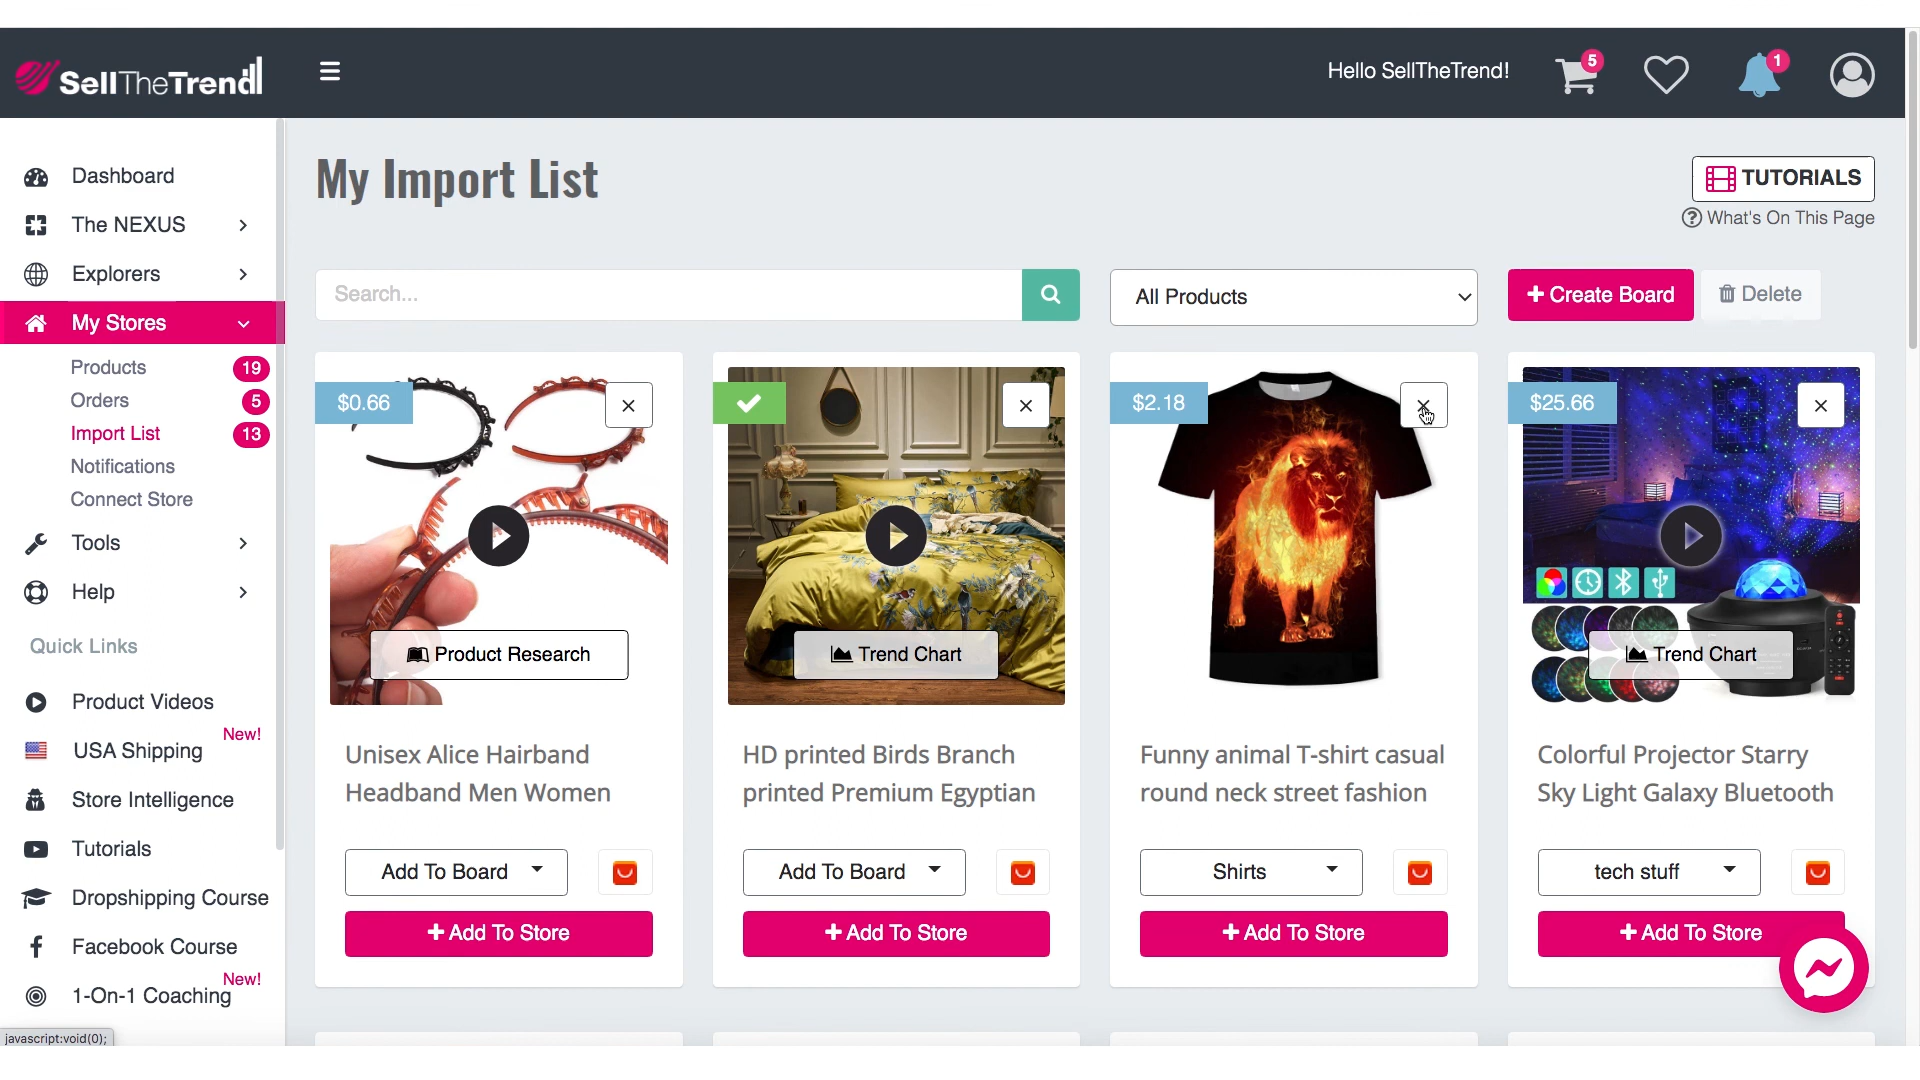 SellTheTrend
Hello SellTheTrend!
5
1
Dashboard
The NEXUS
Explorers
My Stores
Products 19
Orders 5
Import List 13
Notifications
Connect Store
Tools
Help
Quick Links
Product Videos
New!
USA Shipping
Store Intelligence
Tutorials
Dropshipping Course
Facebook Course
New!
1-On-1 Coaching
javascript:void(0);
My Import List
TUTORIALS
What's On This Page
Search...
All Products
+ Create Board
Delete
$0.66
Product Research
Unisex Alice Hairband
Headband Men Women
Add To Board
+ Add To Store
Trend Chart
HD printed Birds Branch
printed Premium Egyptian
Add To Board
+ Add To Store
$2.18
Funny animal T-shirt casual
round neck street fashion
Shirts
+ Add To Store
$25.66
Trend Chart
Colorful Projector Starry
Sky Light Galaxy Bluetooth
tech stuff
+ Add To Store